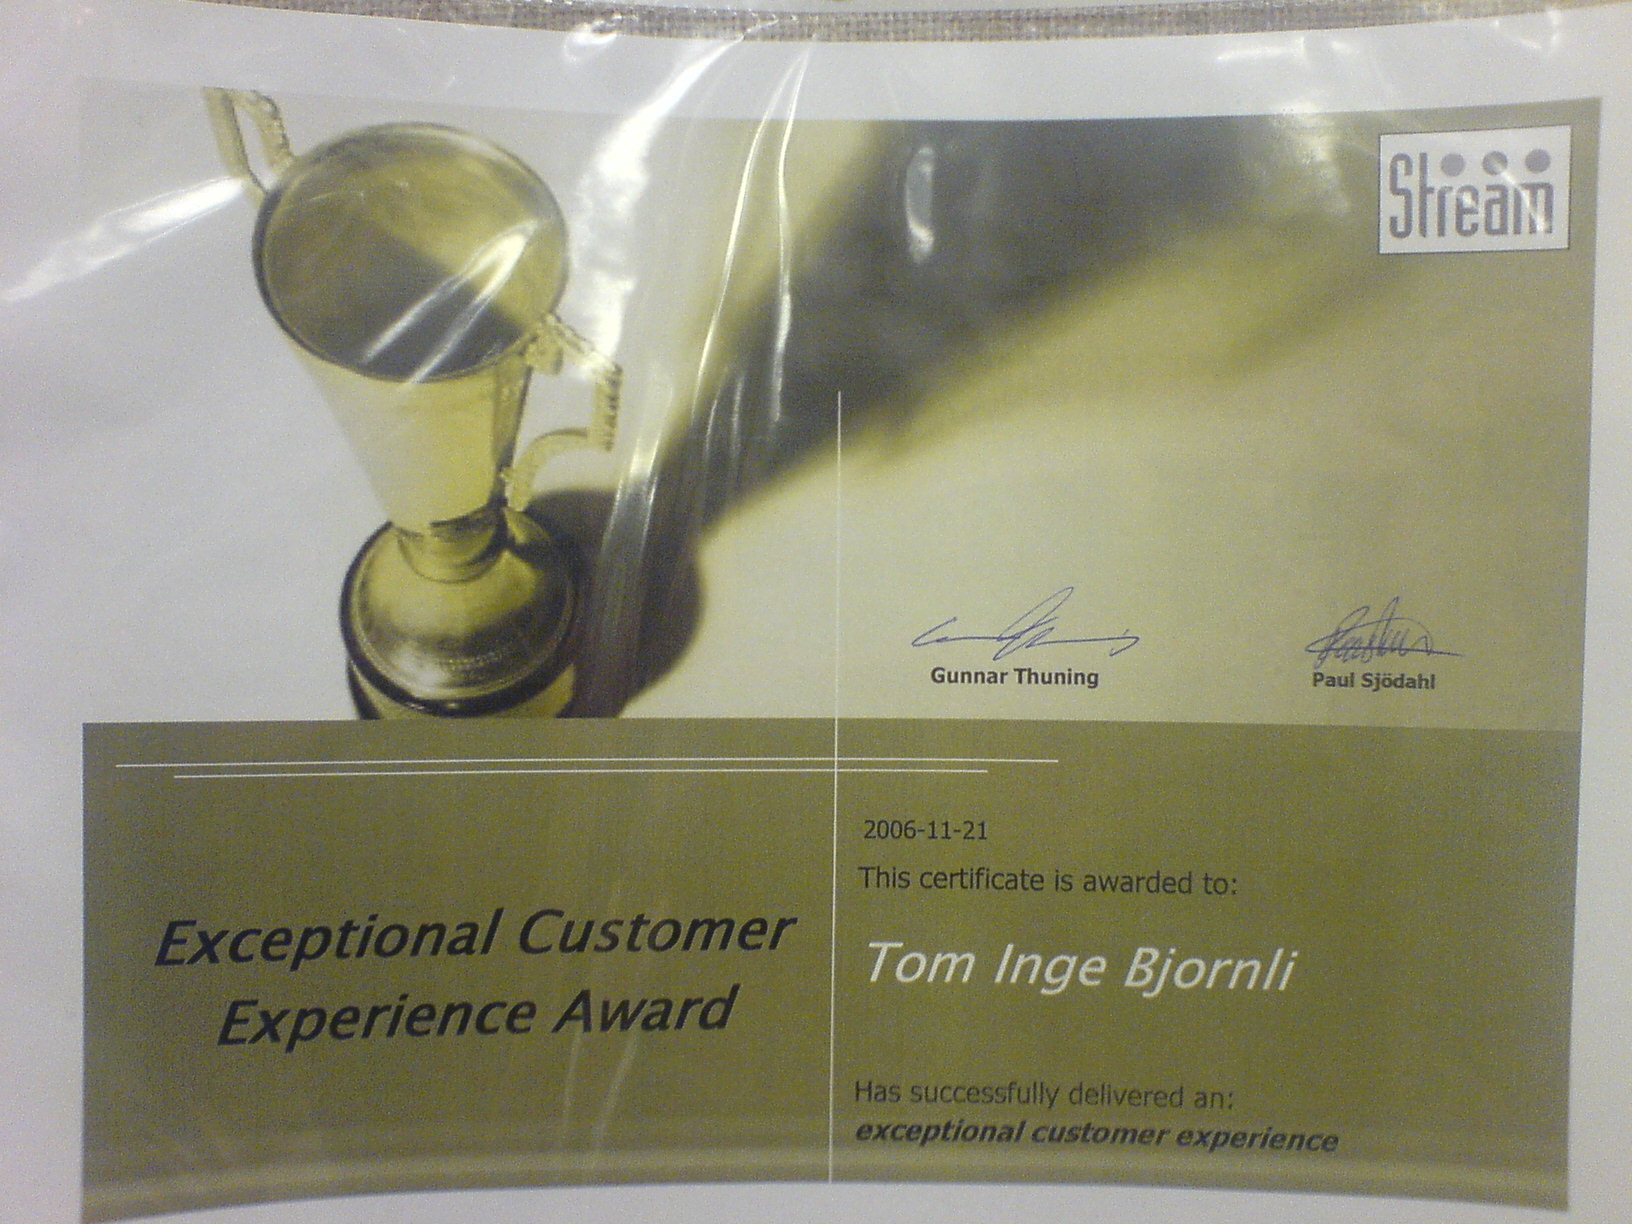 Stream
Gunnar Thuning
Paul Sjödahl
2006-11-21
This certificate is awarded to:
Exceptional Customer
Experience Award
Tom Inge Bjornli
Has successfully delivered an:
exceptional customer experience